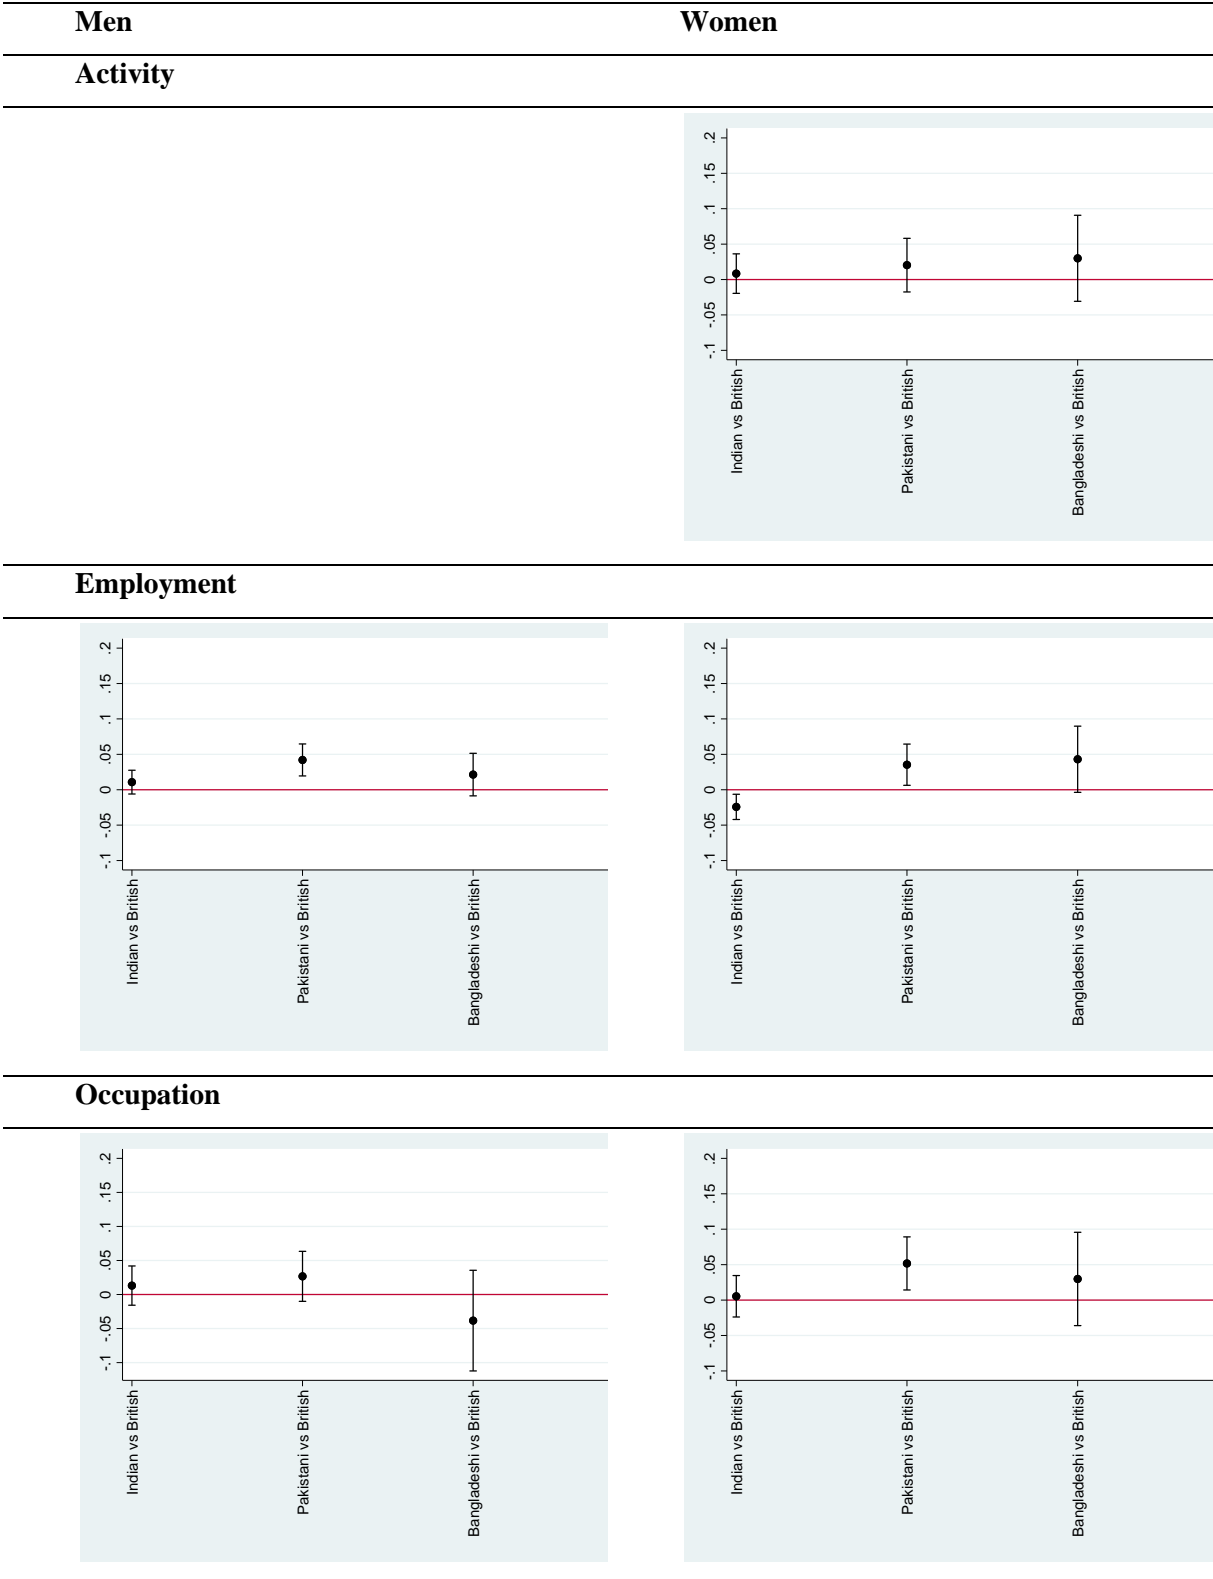 Men Women
Activity
.2
.15
.1
.05
0
-.05
-.1
Indian vs British
Pakistani vs British
Bangladeshi vs British
Employment
.2
.15
.1
.05
0
-.05
-.1
Indian vs British
Pakistani vs British
Bangladeshi vs British
.2
.15
.1
.05
0
-.05
-.1
Indian vs British
Pakistani vs British
Bangladeshi vs British
Occupation
.2
.15
.1
.05
0
-.05
-.1
Indian vs British
Pakistani vs British
Bangladeshi vs British
.2
.15
.1
.05
0
-.05
-.1
Indian vs British
Pakistani vs British
Bangladeshi vs British